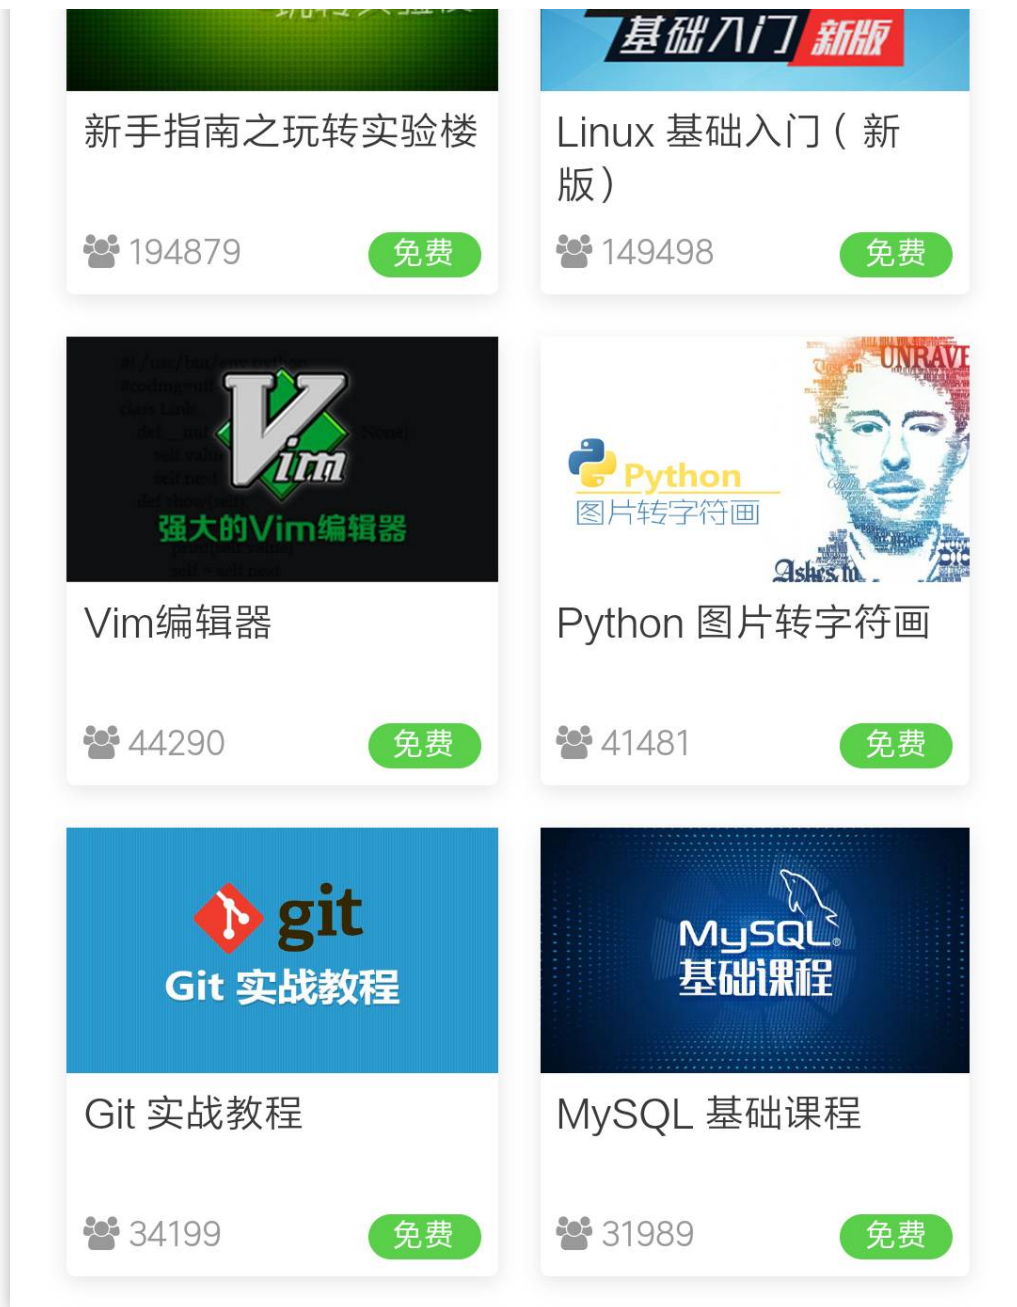 基础入门 新版
新手指南之玩转实验楼
Linux 基础入门（新
版）
194879
免费
149498
免费
Vim
强大的Vim编辑器
UNRAVE
Python
图片转字符画
Ashes to
Vim编辑器
Python 图片转字符画
44290
免费
41481
免费
git
Git 实战教程
MySQL®
基础课程
Git 实战教程
MySQL 基础课程
34199
免费
31989
免费